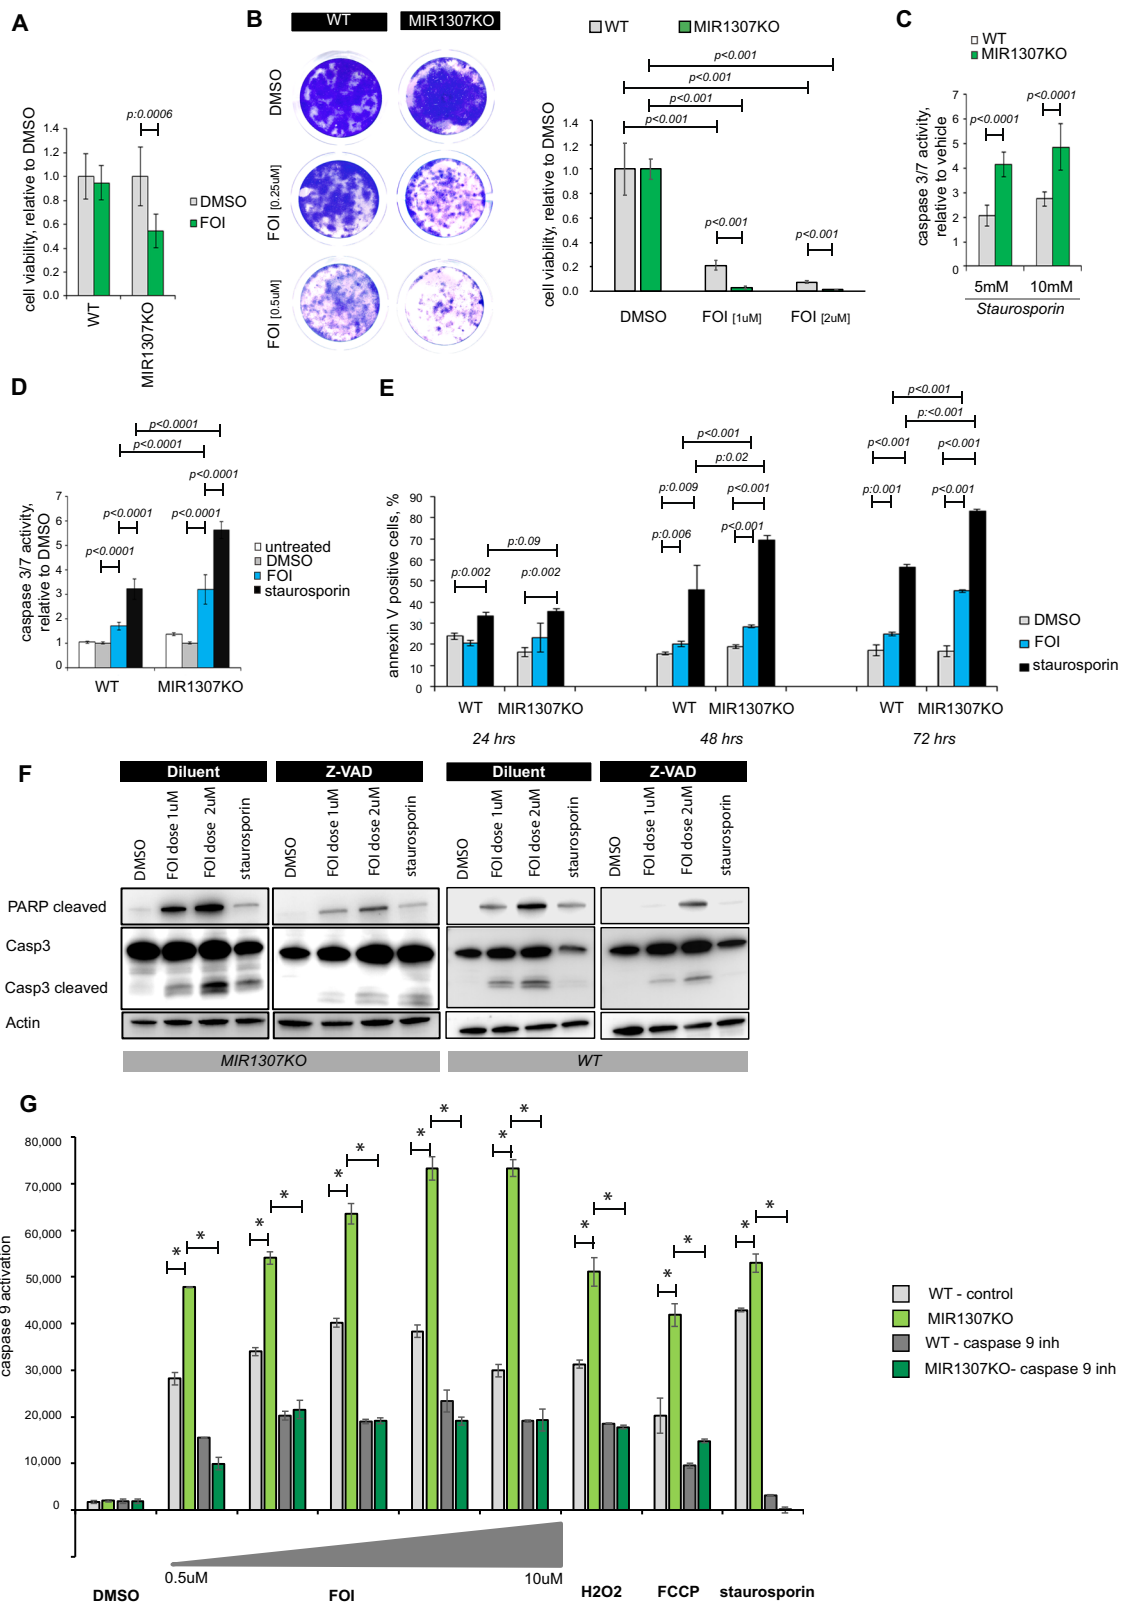 A
p:0.0006
cell viability, relative to DMSO
1.4
1.2
1.0
0.8
0.6
0.4
0.2
0.0
WT
MIR1307KO
DMSO
FOI
B
WT
MIR1307KO
DMSO
FOI [0.25uM]
FOI [0.5uM]
WT
MIR1307KO
p<0.001
p<0.001
p<0.001
p<0.001
p<0.001
p<0.001
cell viability, relative to DMSO
1.4
1.2
1.0
0.8
0.6
0.4
0.2
0.0
DMSO
FOI [1uM]
FOI [2uM]
C
WT
MIR1307KO
p<0.0001
p<0.0001
caspase 3/7 activity,
relative to vehicle
7
6
5
4
3
2
1
0
5mM
10mM
Staurosporin
D
p<0.0001
p<0.0001
p<0.0001
p<0.0001
p<0.0001
p<0.0001
caspase 3/7 activity,
relative to DMSO
7
6
5
4
3
2
1
0
WT
MIR1307KO
untreated
DMSO
FOI
staurosporin
E
p<0.001
p:<0.001
p<0.001
p:0.02
p<0.001
p<0.001
p:0.009
p<0.001
p:0.001
p<0.001
p:0.006
p<0.001
p:0.09
p:0.002
p:0.002
annexin V positive cells, %
90
80
70
60
50
40
30
20
10
0
WT
MIR1307KO
WT
MIR1307KO
WT
MIR1307KO
24 hrs
48 hrs
72 hrs
DMSO
FOI
staurosporin
F
Diluent
Z-VAD
Diluent
Z-VAD
DMSO
FOI dose 1uM
FOI dose 2uM
staurosporin
DMSO
FOI dose 1uM
FOI dose 2uM
staurosporin
DMSO
FOI dose 1uM
FOI dose 2uM
staurosporin
DMSO
FOI dose 1uM
FOI dose 2uM
staurosporin
PARP cleaved
Casp3
Casp3 cleaved
Actin
MIR1307KO
WT
G
* * * * * * * * * * * * * * * *
caspase 9 activation
80,000
70,000
60,000
50,000
40,000
30,000
20,000
10,000
0
WT - control
MIR1307KO
WT - caspase 9 inh
MIR1307KO- caspase 9 inh
0.5uM
10uM
DMSO
FOI
H2O2
FCCP
staurosporin